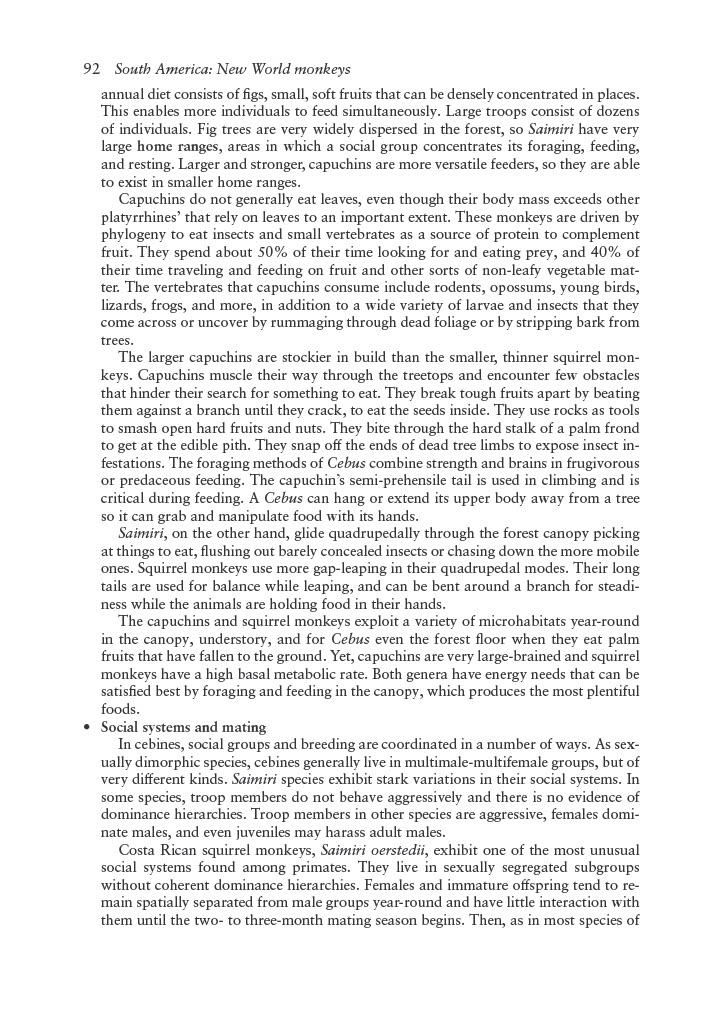 92 South America: New World monkeys
annual diet consists of figs, small, soft fruits that can be densely concentrated in places.
This enables more individuals to feed simultaneously. Large troops consist of dozens
of individuals. Fig trees are very widely dispersed in the forest, so Saimiri have very
large home ranges, areas in which a social group concentrates its foraging, feeding,
and resting. Larger and stronger, capuchins are more versatile feeders, so they are able
to exist in smaller home ranges.
Capuchins do not generally eat leaves, even though their body mass exceeds other
platyrrhines’ that rely on leaves to an important extent. These monkeys are driven by
phylogeny to eat insects and small vertebrates as a source of protein to complement
fruit. They spend about 50% of their time looking for and eating prey, and 40% of
their time traveling and feeding on fruit and other sorts of non-leafy vegetable mat-
ter. The vertebrates that capuchins consume include rodents, opossums, young birds,
lizards, frogs, and more, in addition to a wide variety of larvae and insects that they
come across or uncover by rummaging through dead foliage or by stripping bark from
trees.
The larger capuchins are stockier in build than the smaller, thinner squirrel mon-
keys. Capuchins muscle their way through the treetops and encounter few obstacles
that hinder their search for something to eat. They break tough fruits apart by beating
them against a branch until they crack, to eat the seeds inside. They use rocks as tools
to smash open hard fruits and nuts. They bite through the hard stalk of a palm frond
to get at the edible pith. They snap off the ends of dead tree limbs to expose insect in-
festations. The foraging methods of Cebus combine strength and brains in frugivorous
or predaceous feeding. The capuchin’s semi-prehensile tail is used in climbing and is
critical during feeding. A Cebus can hang or extend its upper body away from a tree
so it can grab and manipulate food with its hands.
Saimiri, on the other hand, glide quadrupedally through the forest canopy picking
at things to eat, flushing out barely concealed insects or chasing down the more mobile
ones. Squirrel monkeys use more gap-leaping in their quadrupedal modes. Their long
tails are used for balance while leaping, and can be bent around a branch for steadi-
ness while the animals are holding food in their hands.
The capuchins and squirrel monkeys exploit a variety of microhabitats year-round
in the canopy, understory, and for Cebus even the forest floor when they eat palm
fruits that have fallen to the ground. Yet, capuchins are very large-brained and squirrel
monkeys have a high basal metabolic rate. Both genera have energy needs that can be
satisfied best by foraging and feeding in the canopy, which produces the most plentiful
foods.
• Social systems and mating
In cebines, social groups and breeding are coordinated in a number of ways. As sex-
ually dimorphic species, cebines generally live in multimale-multifemale groups, but of
very different kinds. Saimiri species exhibit stark variations in their social systems. In
some species, troop members do not behave aggressively and there is no evidence of
dominance hierarchies. Troop members in other species are aggressive, females domi-
nate males, and even juveniles may harass adult males.
Costa Rican squirrel monkeys, Saimiri oerstedii, exhibit one of the most unusual
social systems found among primates. They live in sexually segregated subgroups
without coherent dominance hierarchies. Females and immature offspring tend to re-
main spatially separated from male groups year-round and have little interaction with
them until the two- to three-month mating season begins. Then, as in most species of